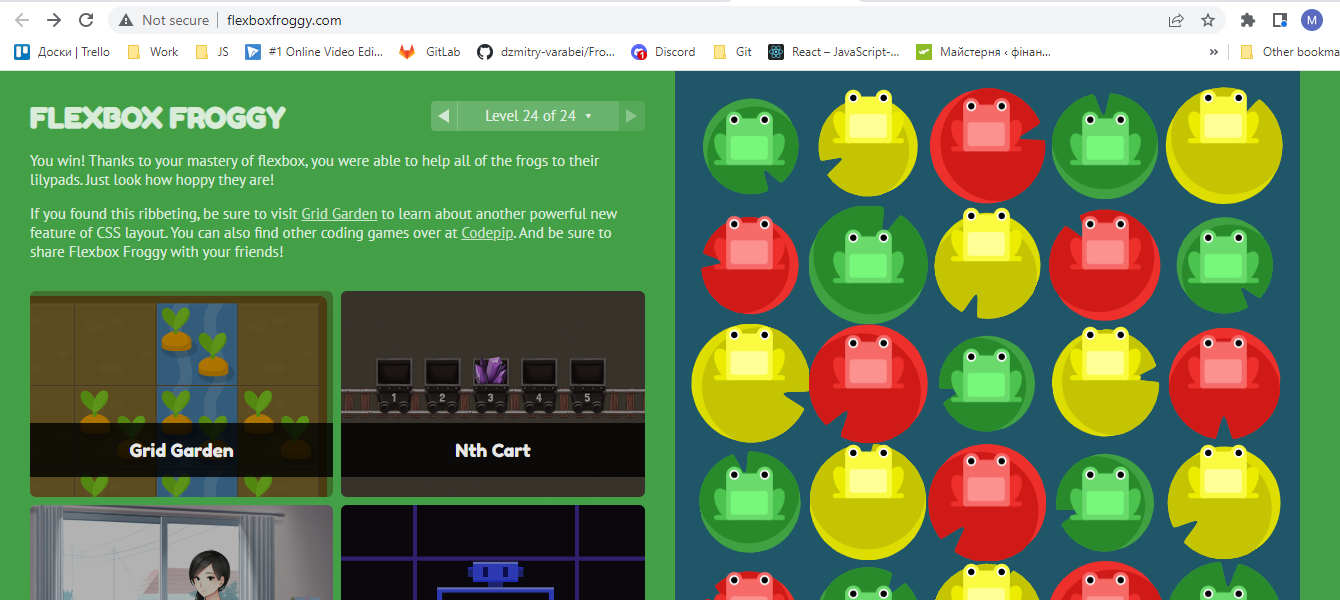 Not secure flexboxfroggy.com M
Доски | Trello Work JS #1 Online Video Edi... GitLab dzmitry-varabei/Fro... 1 Discord Git React – JavaScript-... Майстерня ‹ фінан... » Other bookma
FLEXBOX FROGGY
Level 24 of 24
You win! Thanks to your mastery of flexbox, you were able to help all of the frogs to their
lilypads. Just look how hoppy they are!
If you found this ribbeting, be sure to visit Grid Garden to learn about another powerful new
feature of CSS layout. You can also find other coding games over at Codepip. And be sure to
share Flexbox Froggy with your friends!
1 2 3 4 5
Grid Garden
Nth Cart